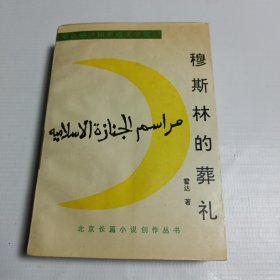 穆斯林的葬礼
مراسم الجنازة الاسلاميه
霍达 著
北京长篇小说创作丛书